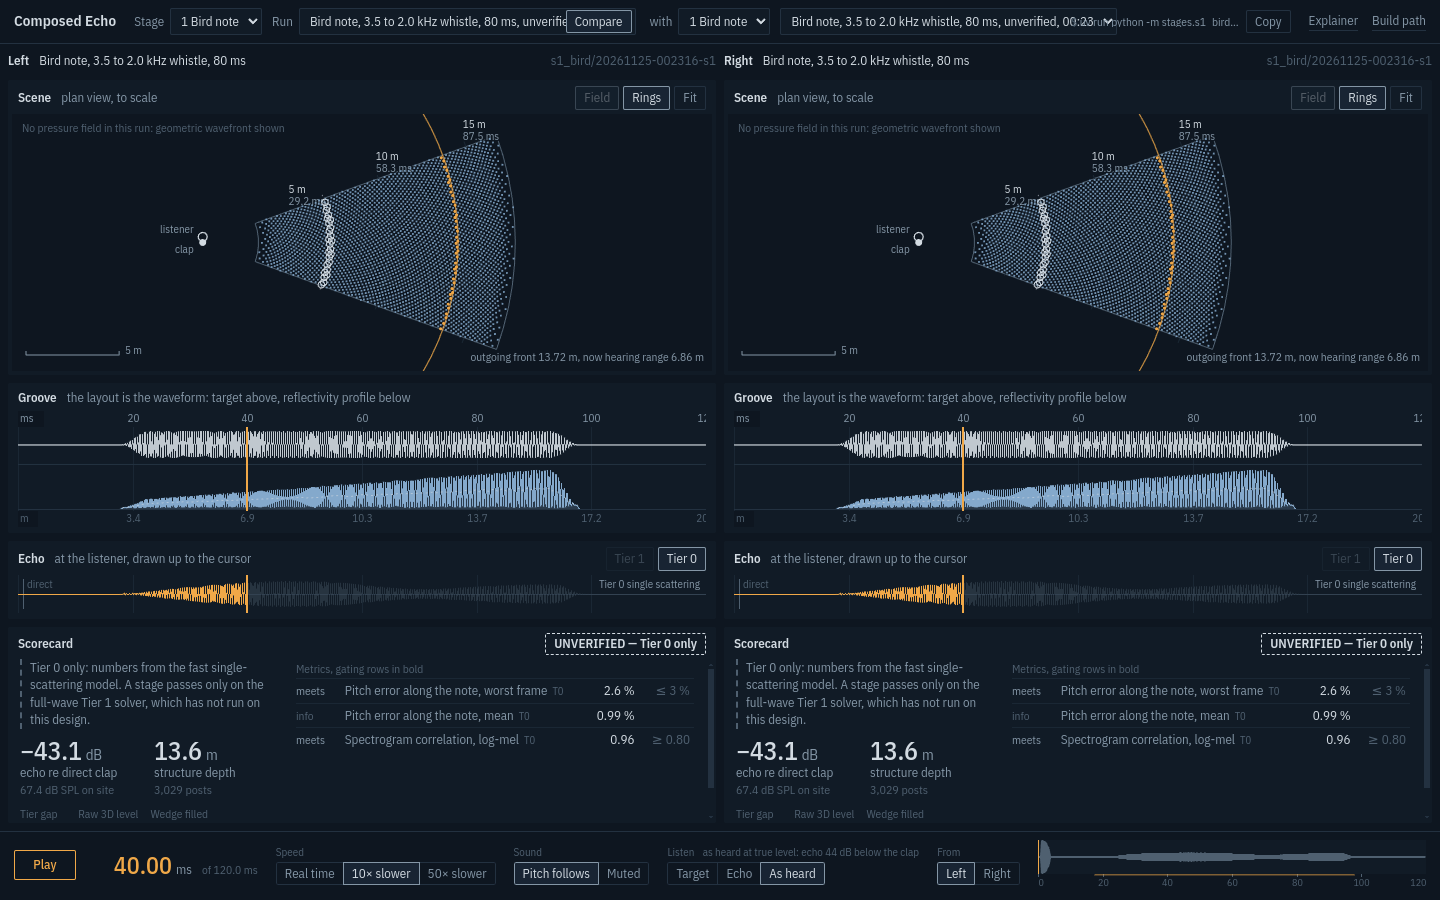 Composed Echo Stage 1 Bird note Run Bird note, 3.5 to 2.0 kHz whistle, 80 ms, unverifie Compare with 1 Bird note Bird note, 3.5 to 2.0 kHz whistle, 80 ms, unverified, 00:23 python -m stages.s1 bird... Copy Explainer Build path
Left Bird note, 3.5 to 2.0 kHz whistle, 80 ms s1_bird/20261125-002316-s1
Right Bird note, 3.5 to 2.0 kHz whistle, 80 ms s1_bird/20261125-002316-s1
Scene plan view, to scale Field Rings Fit
No pressure field in this run: geometric wavefront shown
15 m
87.5 ms
10 m
58.3 ms
5 m
29.2 ms
listener
clap
5 m
outgoing front 13.72 m, now hearing range 6.86 m
Scene plan view, to scale Field Rings Fit
No pressure field in this run: geometric wavefront shown
15 m
87.5 ms
10 m
58.3 ms
5 m
29.2 ms
listener
clap
5 m
outgoing front 13.72 m, now hearing range 6.86 m
Groove the layout is the waveform: target above, reflectivity profile below
ms 20 40 60 80 100 12
m 3.4 6.9 10.3 13.7 17.2 20
Groove the layout is the waveform: target above, reflectivity profile below
ms 20 40 60 80 100 12
m 3.4 6.9 10.3 13.7 17.2 20
Echo at the listener, drawn up to the cursor Tier 1 Tier 0
direct Tier 0 single scattering
Echo at the listener, drawn up to the cursor Tier 1 Tier 0
direct Tier 0 single scattering
Scorecard UNVERIFIED — Tier 0 only
Tier 0 only: numbers from the fast single-
scattering model. A stage passes only on the
full-wave Tier 1 solver, which has not run on
this design.
−43.1 dB 13.6 m
echo re direct clap structure depth
67.4 dB SPL on site 3,029 posts
Tier gap Raw 3D level Wedge filled
Metrics, gating rows in bold
meets Pitch error along the note, worst frame T0 2.6 % ≤ 3 %
info Pitch error along the note, mean T0 0.99 %
meets Spectrogram correlation, log-mel T0 0.96 ≥ 0.80
Scorecard UNVERIFIED — Tier 0 only
Tier 0 only: numbers from the fast single-
scattering model. A stage passes only on the
full-wave Tier 1 solver, which has not run on
this design.
−43.1 dB 13.6 m
echo re direct clap structure depth
67.4 dB SPL on site 3,029 posts
Tier gap Raw 3D level Wedge filled
Metrics, gating rows in bold
meets Pitch error along the note, worst frame T0 2.6 % ≤ 3 %
info Pitch error along the note, mean T0 0.99 %
meets Spectrogram correlation, log-mel T0 0.96 ≥ 0.80
Play 40.00 ms of 120.0 ms
Speed
Real time 10× slower 50× slower
Sound
Pitch follows Muted
Listen as heard at true level: echo 44 dB below the clap
Target Echo As heard
From
Left Right
0 20 40 60 80 100 120